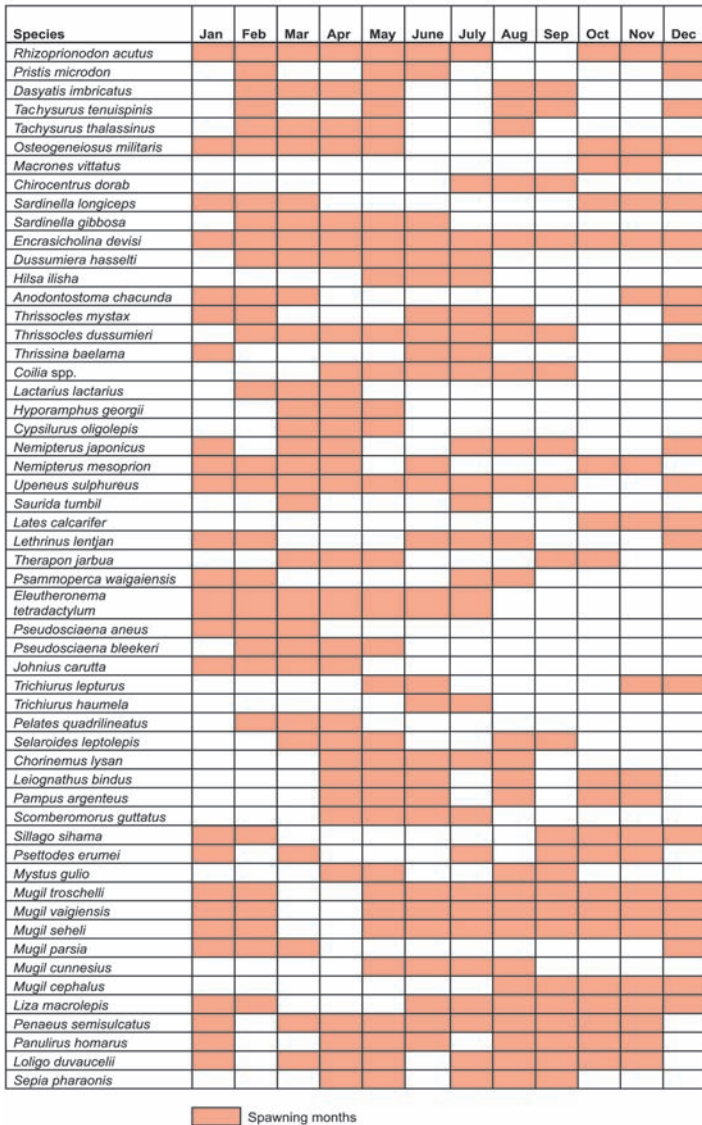 Species Jan Feb Mar Apr May June July Aug Sep Oct Nov Dec
Rhizoprionodon acutus
Pristis microdon
Dasyatis imbricatus
Tachysurus tenuispinis
Tachysurus thalassinus
Osteogeneiosus militaris
Macrones vittatus
Chirocentrus dorab
Sardinella longiceps
Sardinella gibbosa
Encrasicholina devisi
Dussumiera hasselti
Hilsa ilisha
Anodontostoma chacunda
Thrissocles mystax
Thrissocles dussumieri
Thrissina baelama
Coilia spp.
Lactarius lactarius
Hyporamphus georgii
Cypsilurus oligolepis
Nemipterus japonicus
Nemipterus mesoprion
Upeneus sulphureus
Saurida tumbil
Lates calcarifer
Lethrinus lentjan
Therapon jarbua
Psammoperca waigaiensis
Eleutheronema
tetradactylum
Pseudosciaena aneus
Pseudosciaena bleekeri
Johnius carutta
Trichiurus lepturus
Trichiurus haumela
Pelates quadrilineatus
Selaroides leptolepis
Chorinemus lysan
Leiognathus bindus
Pampus argenteus
Scomberomorus guttatus
Sillago sihama
Psettodes erumei
Mystus gulio
Mugil troschelli
Mugil vaigiensis
Mugil seheli
Mugil parsia
Mugil cunnesius
Mugil cephalus
Liza macrolepis
Penaeus semisulcatus
Panulirus homarus
Loligo duvaucelii
Sepia pharaonis
Spawning months